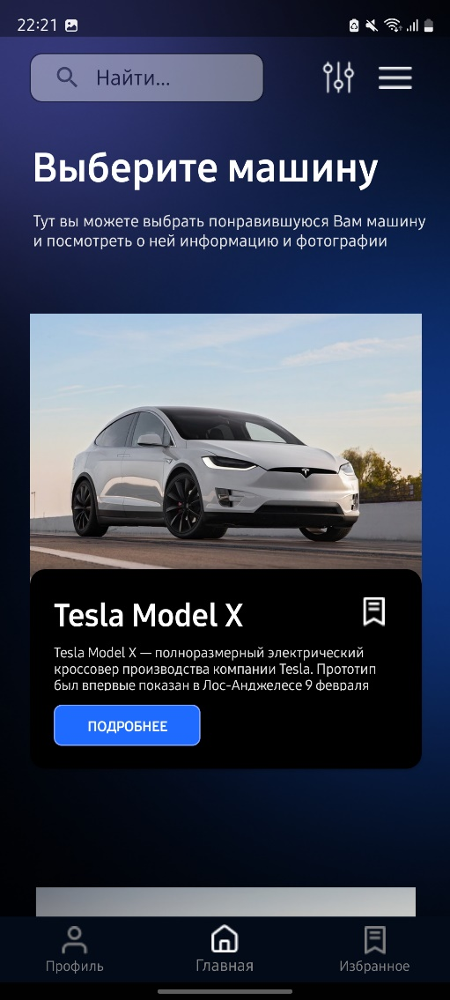 22:21
Найти...
Выберите машину
Тут вы можете выбрать понравившуюся Вам машину
и посмотреть о ней информацию и фотографии
Tesla Model X
Tesla Model X — полноразмерный электрический
кроссовер производства компании Tesla. Прототип
был впервые показан в Лос-Анджелесе 9 февраля
ПОДРОБНЕЕ
Профиль
Главная
Избранное